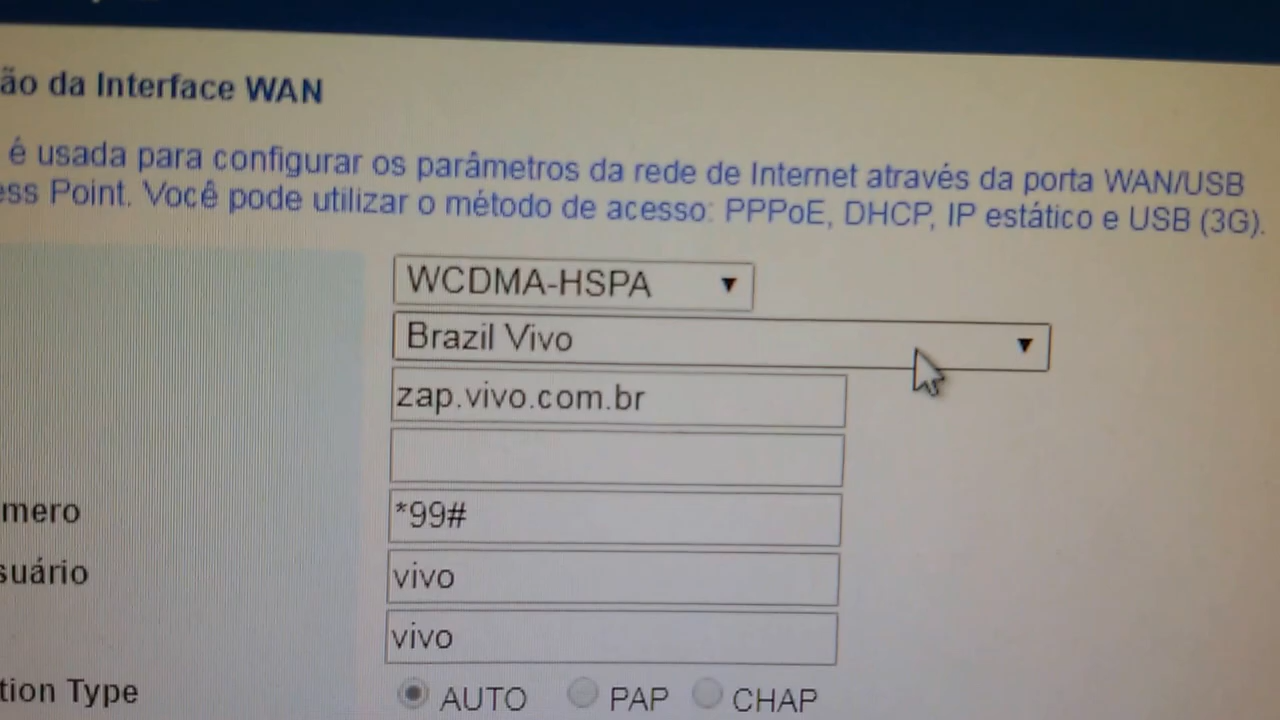 ão da Interface WAN
é usada para configurar os parâmetros da rede de Internet através da porta WAN/USB
ess Point. Você pode utilizar o método de acesso: PPPoE, DHCP, IP estático e USB (3G).
WCDMA-HSPA
Brazil Vivo
zap.vivo.com.br
mero *99#
suário vivo
vivo
tion Type AUTO PAP CHAP